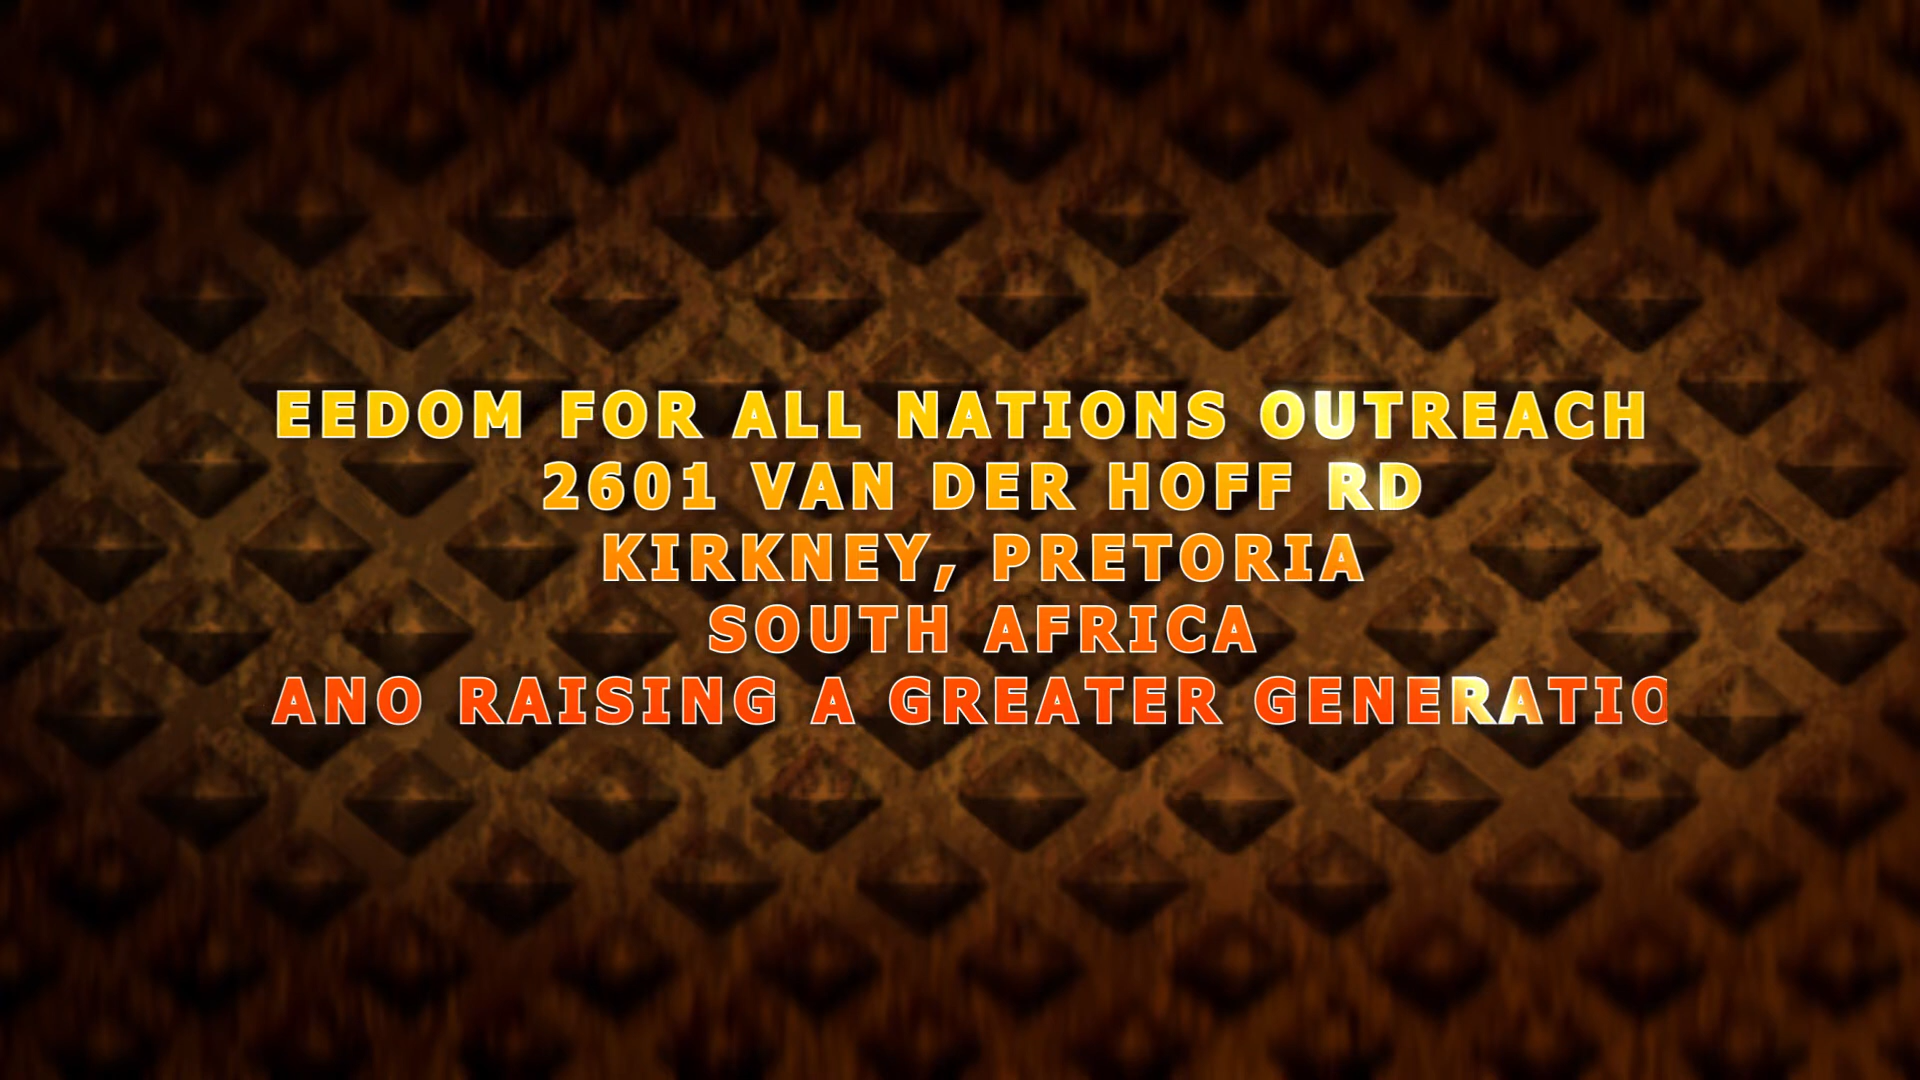 EEDOM FOR ALL NATIONS OUTREACH
2601 VAN DER HOFF RD
KIRKNEY, PRETORIA
SOUTH AFRICA
ANO RAISING A GREATER GENERATIO